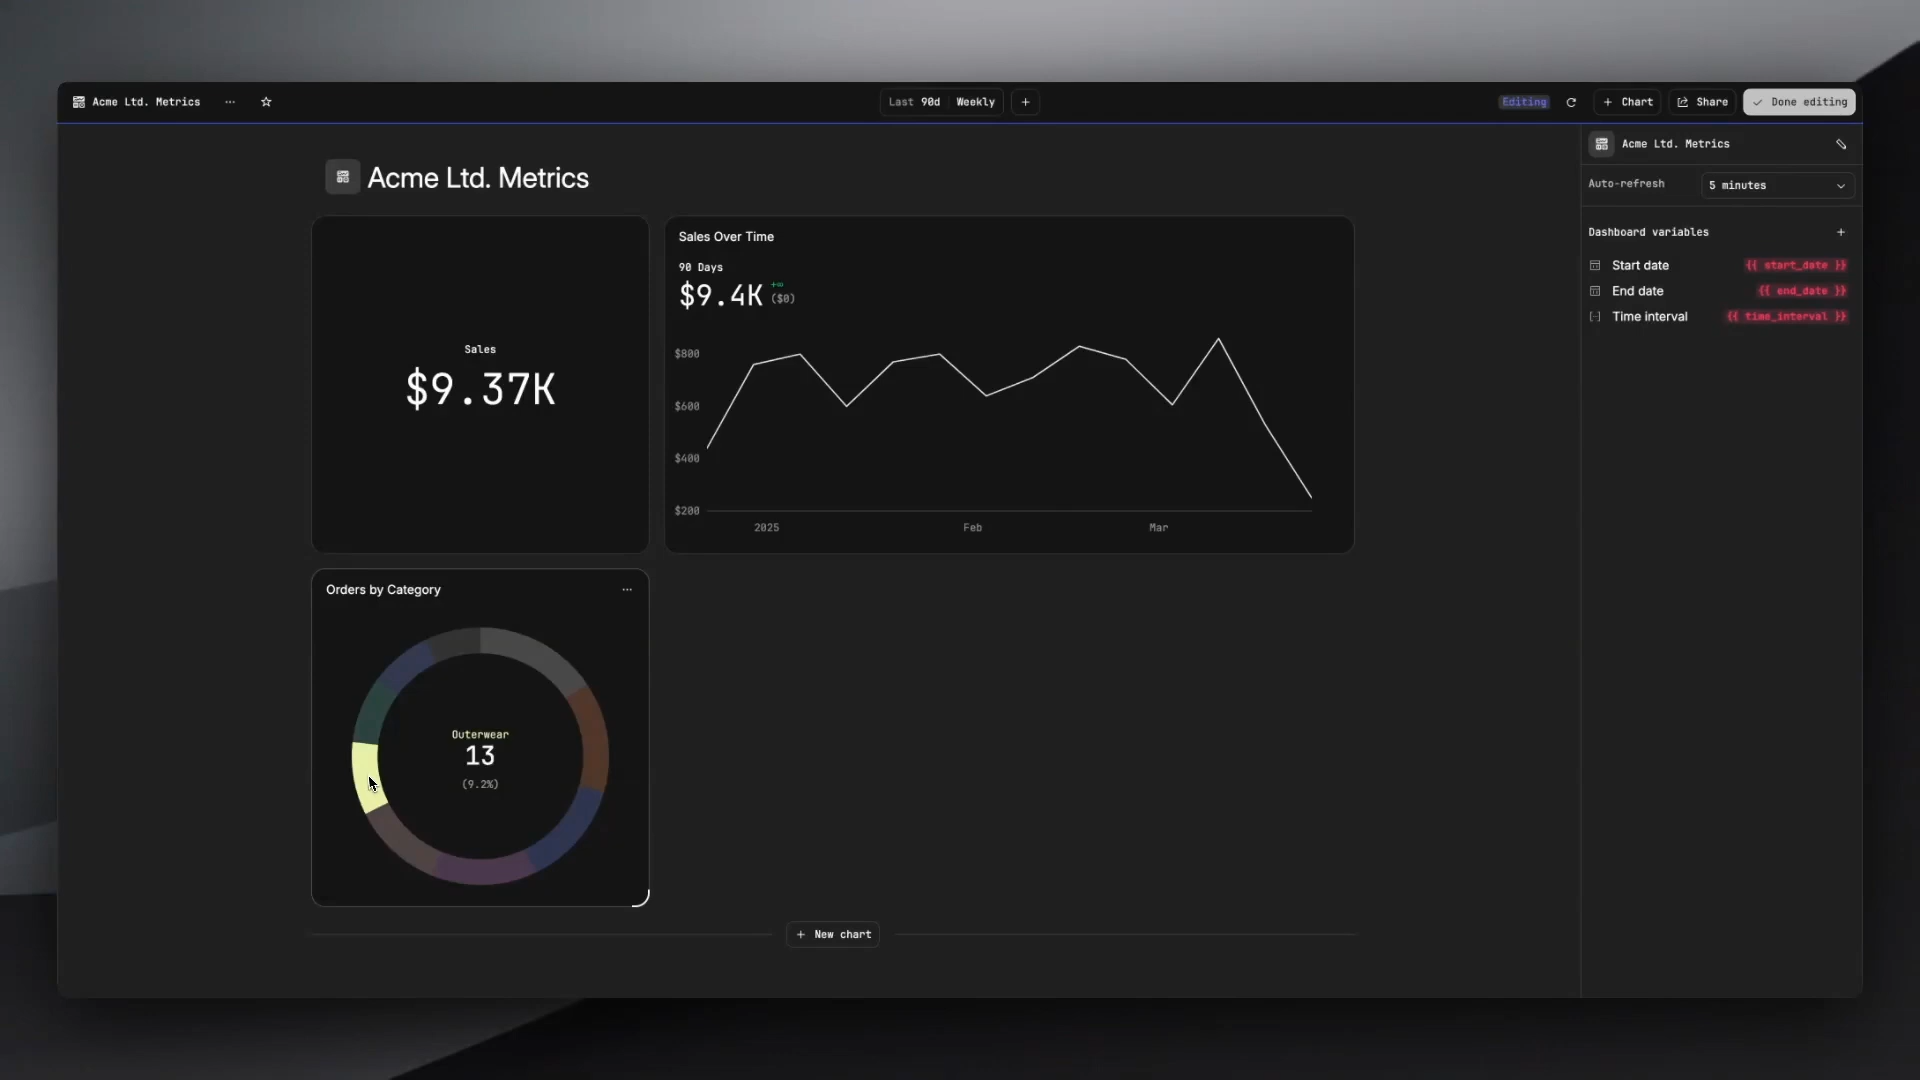 Acme Ltd. Metrics
Last 90d Weekly
Editing
Chart
Share
Done editing
Acme Ltd. Metrics
Sales
$9.37K
Sales Over Time
90 Days
$9.4K
+∞
($0)
$800
$600
$400
$200
2025 Feb Mar
Orders by Category
Outerwear
13
(9.2%)
+ New chart
Acme Ltd. Metrics
Auto-refresh 5 minutes
Dashboard variables +
Start date {{ start_date }}
End date {{ end_date }}
Time interval {{ time_interval }}